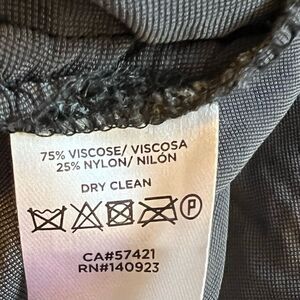 75% VISCOSE/ VISCOSA
25% NYLON/ NILÓN
DRY CLEAN
P
CA#57421
RN#140923